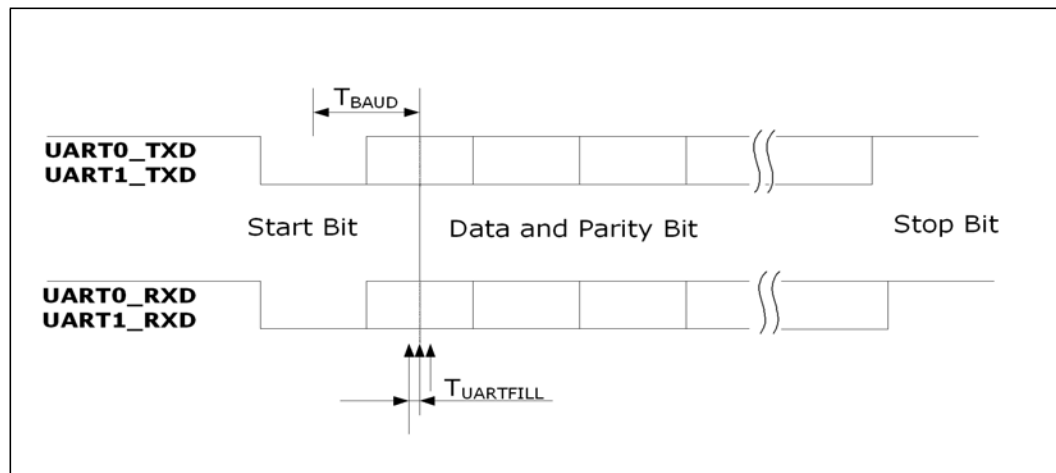 TBAUD
UART0_TXD
UART1_TXD
Start Bit
Data and Parity Bit
Stop Bit
UART0_RXD
UART1_RXD
TUARTFILL